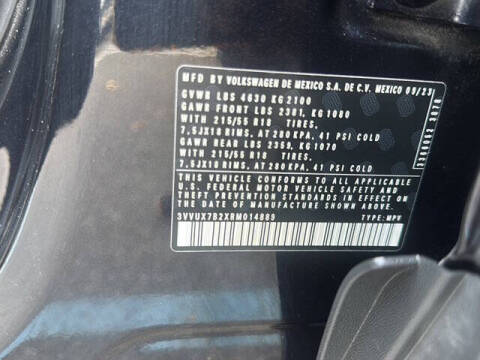 MFD BY VOLKSWAGEN DE MEXICO S.A. DE C.V. MEXICO 09/23
GVWR LBS 4630 KG 2100
GAWR FRONT LBS 2381, KG 1080
WITH 215/55 R18 TIRES,
7,5JX18 RIMS, AT 280 KPA, 41 PSI COLD
GAWR REAR LBS 2359, KG 1070
WITH 215/55 R18 TIRES,
7,5JX18 RIMS, AT 280 KPA, 41 PSI COLD
THIS VEHICLE CONFORMS TO ALL APPLICABLE
U.S. FEDERAL MOTOR VEHICLE SAFETY
STANDARDS IN EFFECT ON
THE DATE OF MANUFACTURE SHOWN ABOVE
3VVUX7B2XRM014889 TYPE: MPV